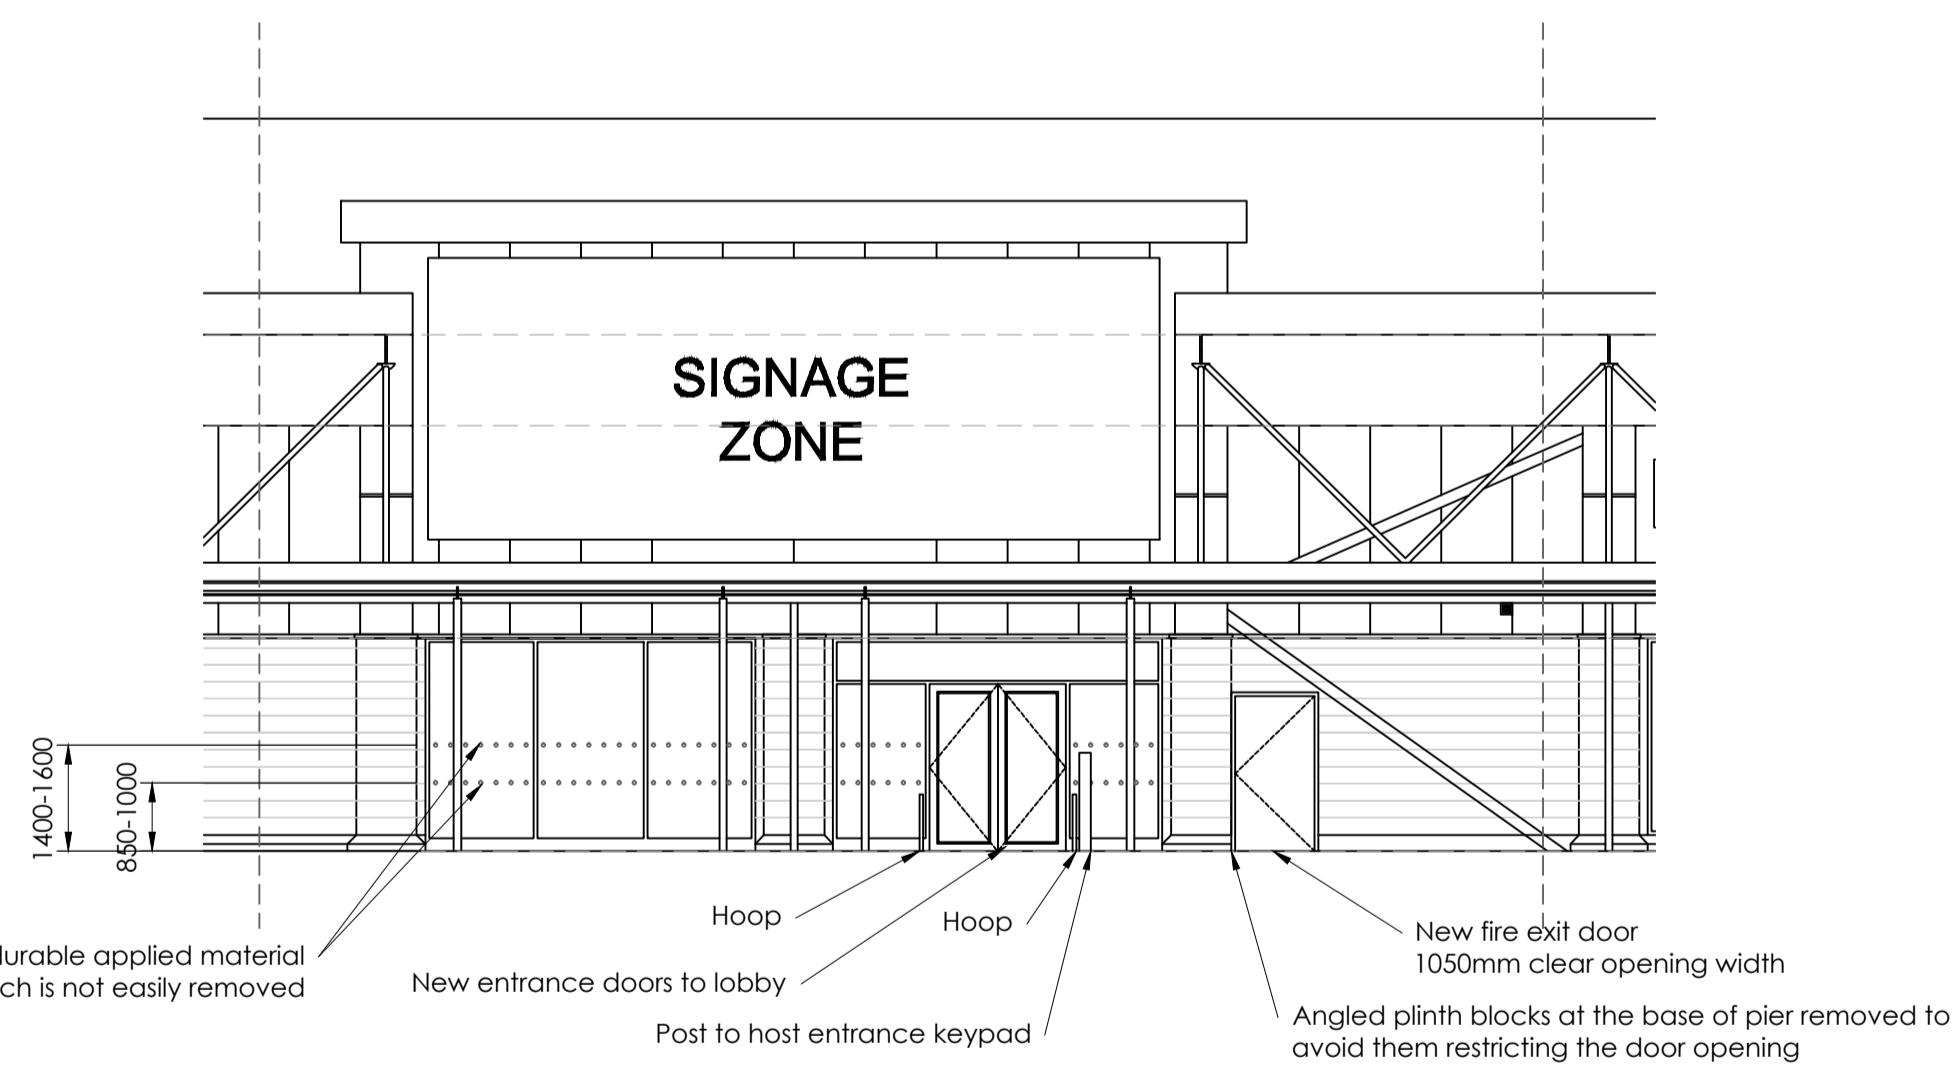 SIGNAGE
ZONE
1400-1600
850-1000
Hoop
Hoop
New fire exit door
1050mm clear opening width
durable applied material
is not easily removed
New entrance doors to lobby
Post to host entrance keypad
Angled plinth blocks at the base of pier removed to
avoid them restricting the door opening